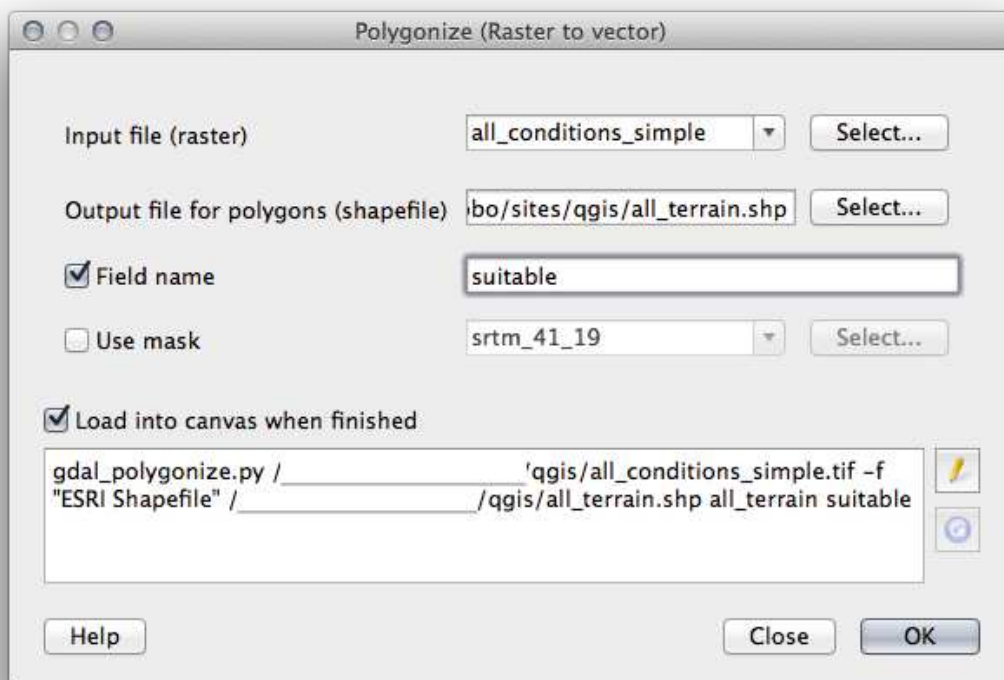 Polygonize (Raster to vector)
Input file (raster) all_conditions_simple Select...
Output file for polygons (shapefile) bo/sites/qgis/all_terrain.shp Select...
Field name suitable
Use mask srtm_41_19 Select...
Load into canvas when finished
gdal_polygonize.py /____________________/qgis/all_conditions_simple.tif -f
"ESRI Shapefile" /____________________/qgis/all_terrain.shp all_terrain suitable
Help Close OK